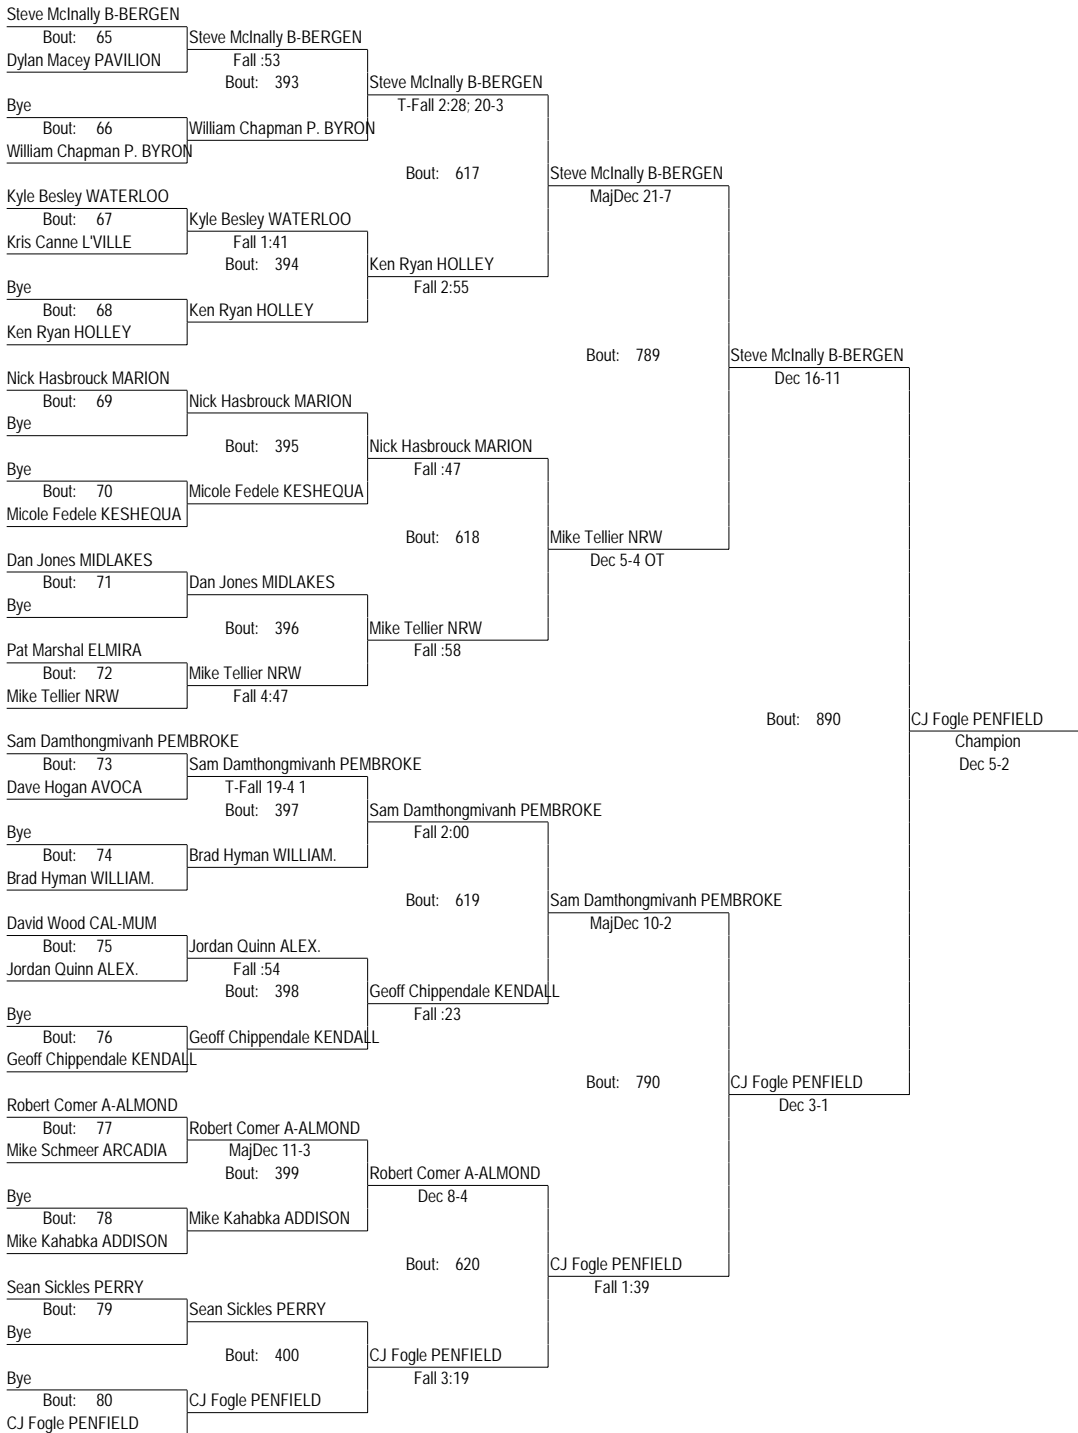 Steve McInally B-BERGEN
Bout: 65
Steve McInally B-BERGEN
Dylan Macey PAVILION
Fall :53
Bout: 393
Steve McInally B-BERGEN
Bye
T-Fall 2:28; 20-3
Bout: 66
William Chapman P. BYRON
William Chapman P. BYRON
Bout: 617
Steve McInally B-BERGEN
Kyle Besley WATERLOO
MajDec 21-7
Bout: 67
Kyle Besley WATERLOO
Kris Canne L'VILLE
Fall 1:41
Bout: 394
Ken Ryan HOLLEY
Bye
Fall 2:55
Bout: 68
Ken Ryan HOLLEY
Ken Ryan HOLLEY
Bout: 789
Steve McInally B-BERGEN
Nick Hasbrouck MARION
Dec 16-11
Bout: 69
Nick Hasbrouck MARION
Bye
Bout: 395
Nick Hasbrouck MARION
Bye
Fall :47
Bout: 70
Micole Fedele KESHEQUA
Micole Fedele KESHEQUA
Bout: 618
Mike Tellier NRW
Dan Jones MIDLAKES
Dec 5-4 OT
Bout: 71
Dan Jones MIDLAKES
Bye
Bout: 396
Mike Tellier NRW
Pat Marshal ELMIRA
Fall :58
Bout: 72
Mike Tellier NRW
Mike Tellier NRW
Fall 4:47
Bout: 890
CJ Fogle PENFIELD
Sam Damthongmivanh PEMBROKE
Champion
Bout: 73
Sam Damthongmivanh PEMBROKE
Dec 5-2
Dave Hogan AVOCA
T-Fall 19-4 1
Bout: 397
Sam Damthongmivanh PEMBROKE
Bye
Fall 2:00
Bout: 74
Brad Hyman WILLIAM.
Brad Hyman WILLIAM.
Bout: 619
Sam Damthongmivanh PEMBROKE
David Wood CAL-MUM
MajDec 10-2
Bout: 75
Jordan Quinn ALEX.
Jordan Quinn ALEX.
Fall :54
Bout: 398
Geoff Chippendale KENDALL
Bye
Fall :23
Bout: 76
Geoff Chippendale KENDALL
Geoff Chippendale KENDALL
Bout: 790
CJ Fogle PENFIELD
Robert Comer A-ALMOND
Dec 3-1
Bout: 77
Robert Comer A-ALMOND
Mike Schmeer ARCADIA
MajDec 11-3
Bout: 399
Robert Comer A-ALMOND
Bye
Dec 8-4
Bout: 78
Mike Kahabka ADDISON
Mike Kahabka ADDISON
Bout: 620
CJ Fogle PENFIELD
Sean Sickles PERRY
Fall 1:39
Bout: 79
Sean Sickles PERRY
Bye
Bout: 400
CJ Fogle PENFIELD
Bye
Fall 3:19
Bout: 80
CJ Fogle PENFIELD
CJ Fogle PENFIELD